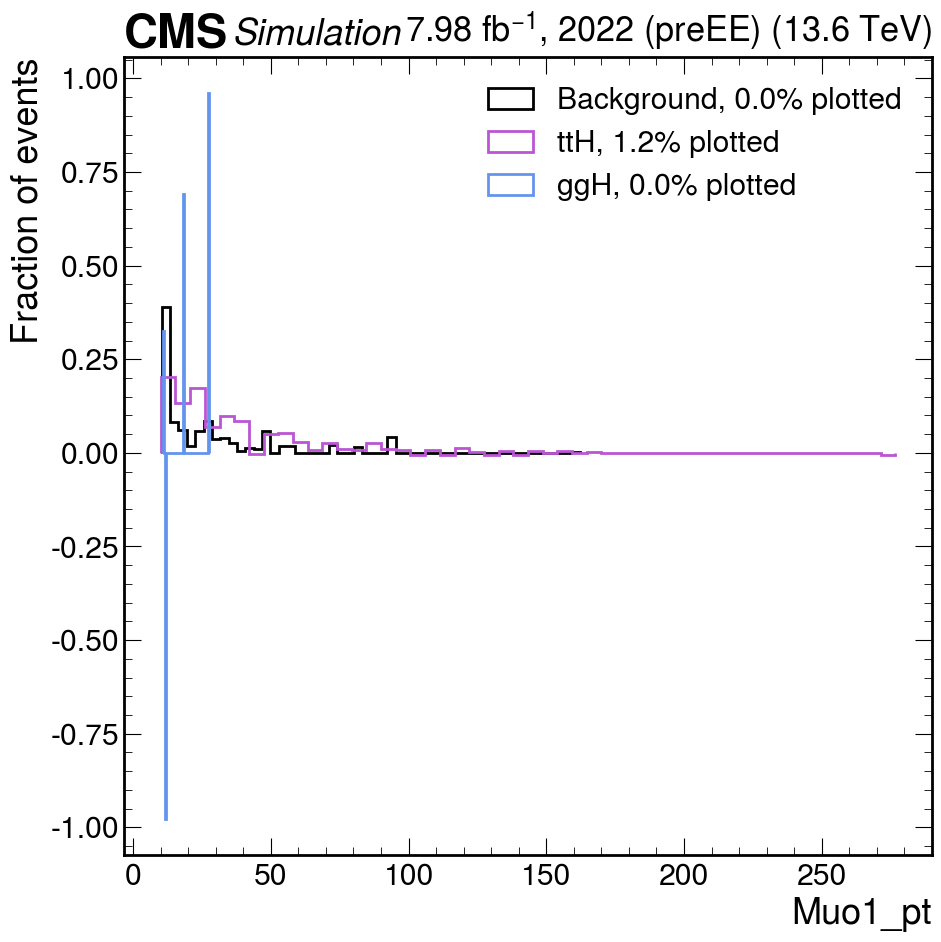 CMS Simulation 7.98 fb⁻¹, 2022 (preEE) (13.6 TeV)
Fraction of events
1.00
0.75
0.50
0.25
0.00
-0.25
-0.50
-0.75
-1.00
Background, 0.0% plotted
ttH, 1.2% plotted
ggH, 0.0% plotted
0 50 100 150 200 250
Muo1_pt